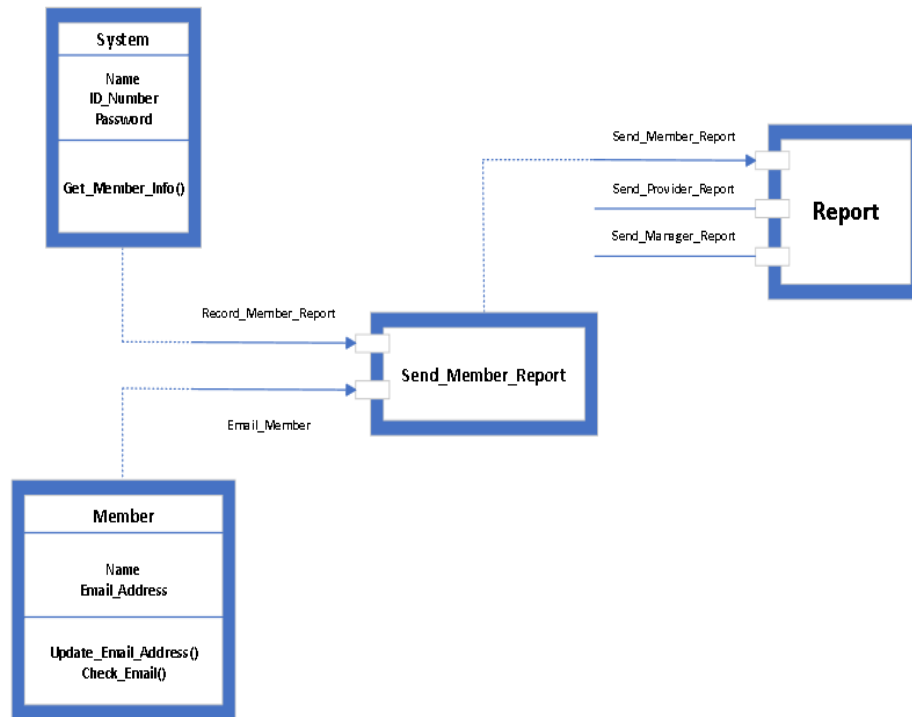 System
Name
ID_Number
Password
Get_Member_Info()
Send_Member_Report
Send_Provider_Report
Send_Manager_Report
Report
Record_Member_Report
Send_Member_Report
Email_Member
Member
Name
Email_Address
Update_Email_Address()
Check_Email()